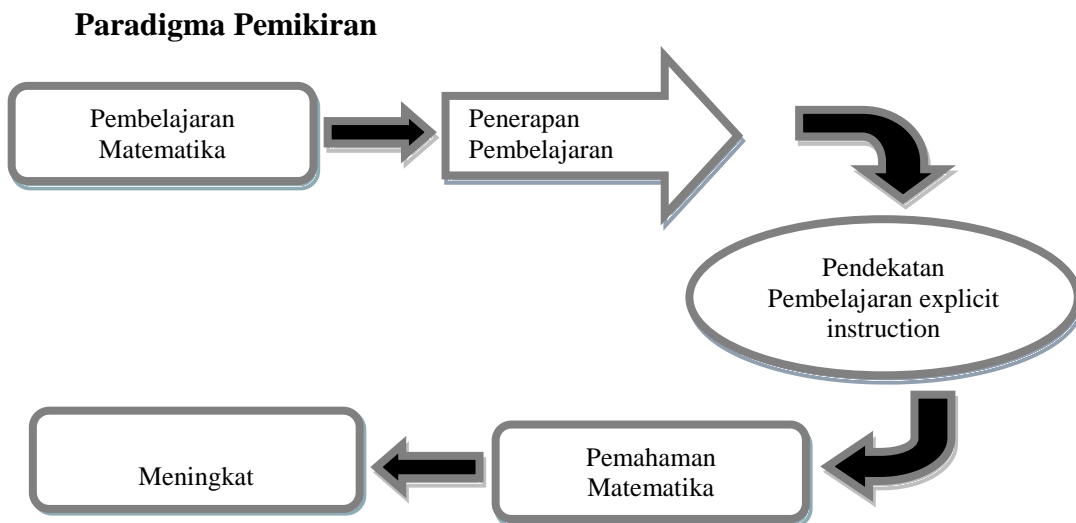 Paradigma Pemikiran
Pembelajaran
Matematika
Penerapan
Pembelajaran
Pendekatan
Pembelajaran explicit
instruction
Pemahaman
Matematika
Meningkat